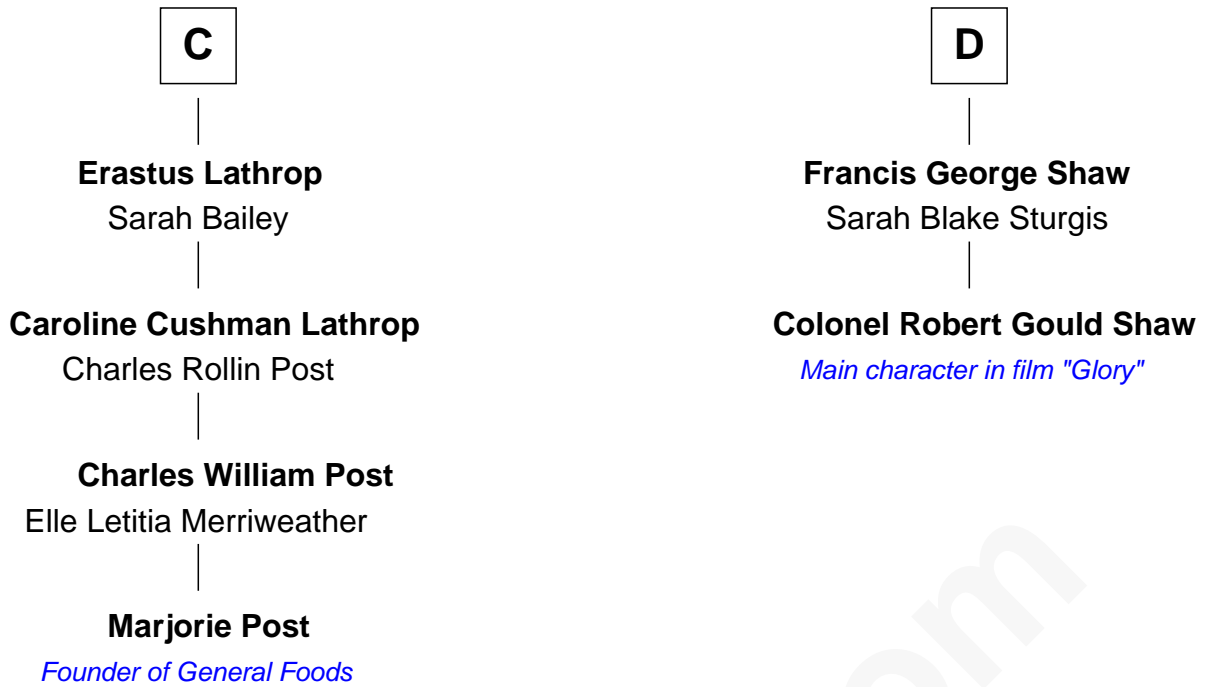 C
Erastus Lathrop
Sarah Bailey
Caroline Cushman Lathrop
Charles Rollin Post
Charles William Post
Elle Letitia Merriweather
Marjorie Post
Founder of General Foods
D
Francis George Shaw
Sarah Blake Sturgis
Colonel Robert Gould Shaw
Main character in film "Glory"
om